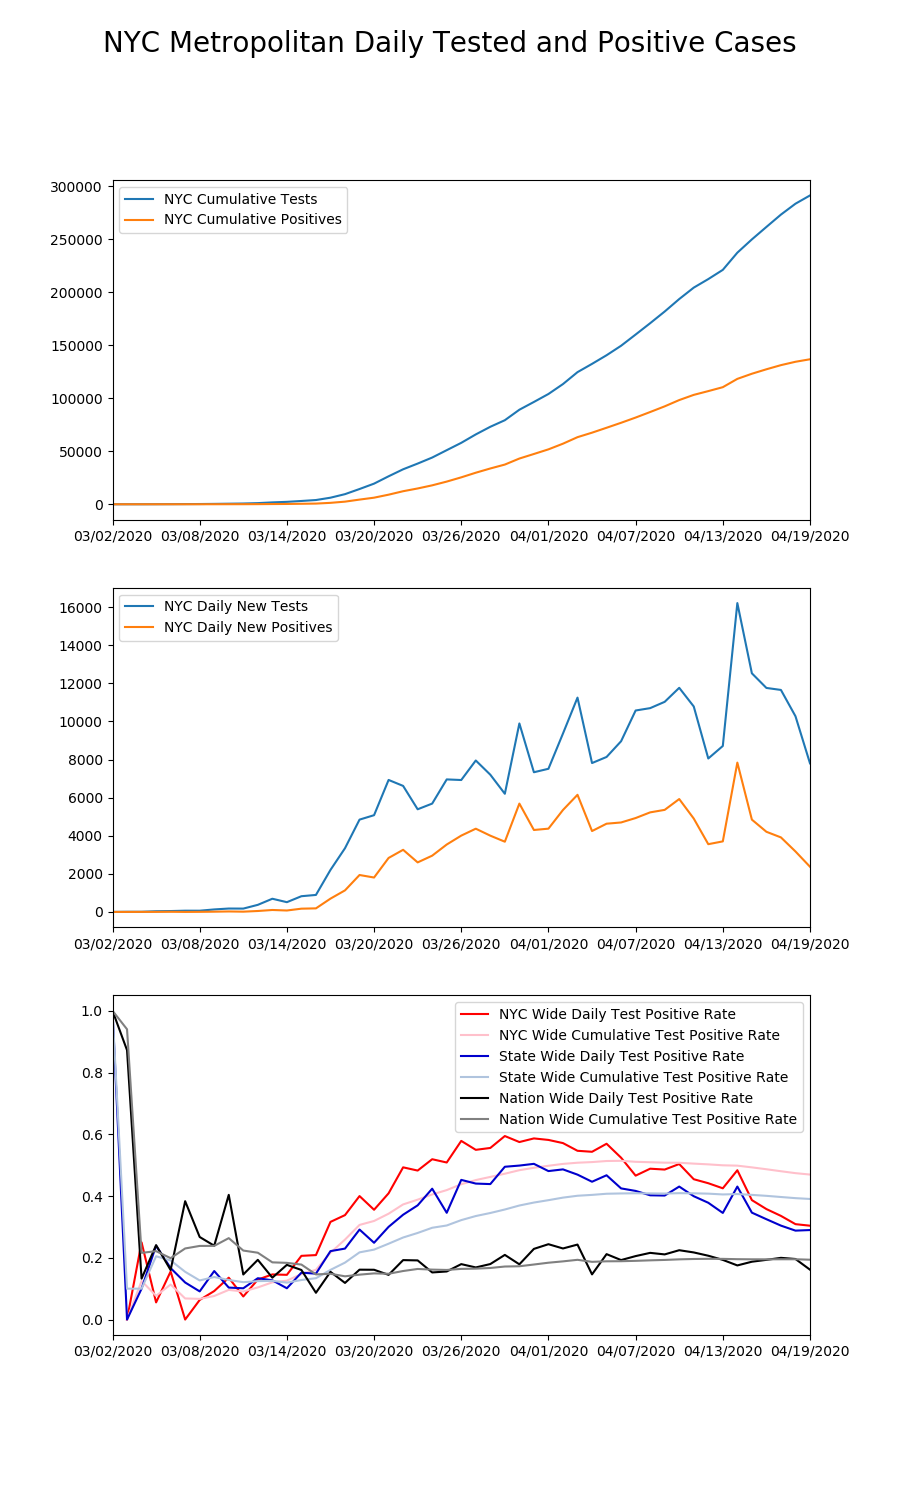 NYC Metropolitan Daily Tested and Positive Cases
300000
250000
200000
150000
100000
50000
0
NYC Cumulative Tests
NYC Cumulative Positives
03/02/2020 03/08/2020 03/14/2020 03/20/2020 03/26/2020 04/01/2020 04/07/2020 04/13/2020 04/19/2020
16000
14000
12000
10000
8000
6000
4000
2000
0
NYC Daily New Tests
NYC Daily New Positives
03/02/2020 03/08/2020 03/14/2020 03/20/2020 03/26/2020 04/01/2020 04/07/2020 04/13/2020 04/19/2020
1.0
0.8
0.6
0.4
0.2
0.0
NYC Wide Daily Test Positive Rate
NYC Wide Cumulative Test Positive Rate
State Wide Daily Test Positive Rate
State Wide Cumulative Test Positive Rate
Nation Wide Daily Test Positive Rate
Nation Wide Cumulative Test Positive Rate
03/02/2020 03/08/2020 03/14/2020 03/20/2020 03/26/2020 04/01/2020 04/07/2020 04/13/2020 04/19/2020